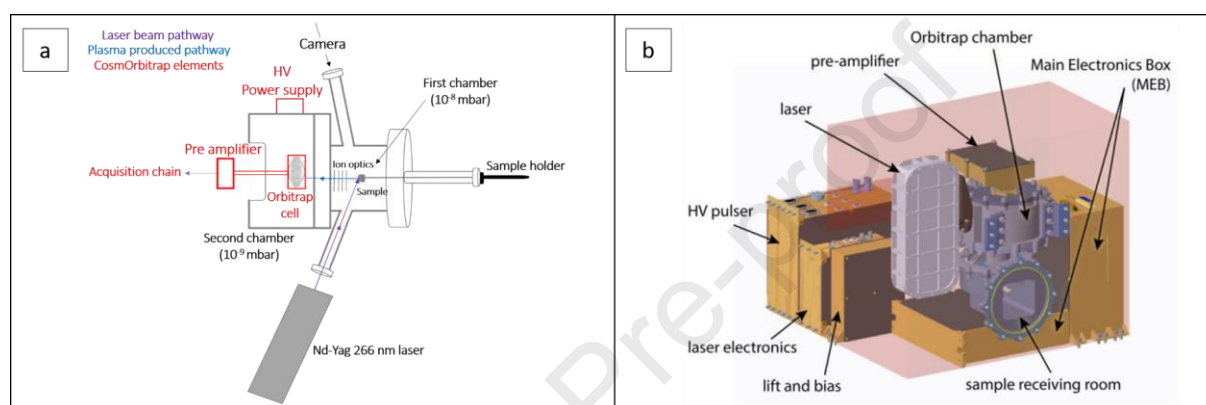 a
Laser beam pathway
Plasma produced pathway
CosmOrbitrap elements
Camera
HV
Power supply
First chamber
(10⁻⁸ mbar)
Pre amplifier
Acquisition chain
Ion optics
Sample
Sample holder
Orbitrap
cell
Second chamber
(10⁻⁹ mbar)
Nd-Yag 266 nm laser
b
Orbitrap chamber
pre-amplifier
Main Electronics Box
(MEB)
laser
HV pulser
laser electronics
lift and bias
sample receiving room
Pre-proof